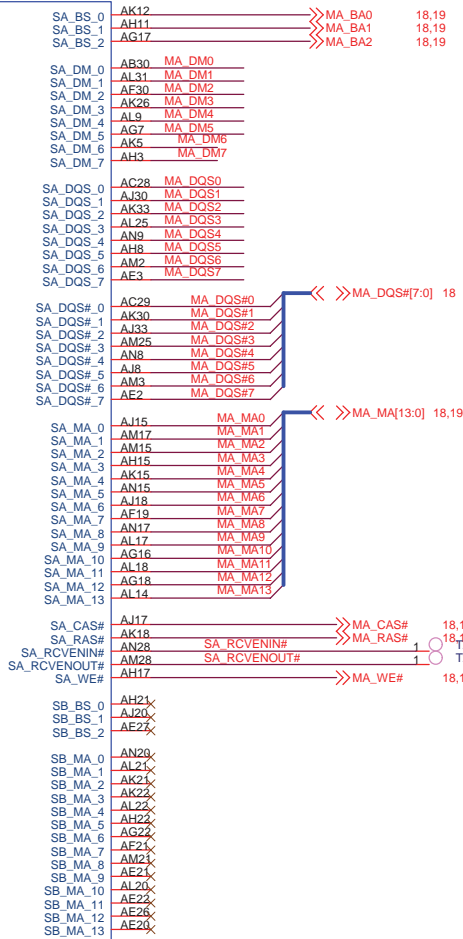 SA_BS_0 AK12 MA_BA0 18,19
SA_BS_1 AH11 MA_BA1 18,19
SA_BS_2 AG17 MA_BA2 18,19
SA_DM_0 AB30 MA_DM0
SA_DM_1 AL31 MA_DM1
SA_DM_2 AF30 MA_DM2
SA_DM_3 AK26 MA_DM3
SA_DM_4 AL9 MA_DM4
SA_DM_5 AG7 MA_DM5
SA_DM_6 AK5 MA_DM6
SA_DM_7 AH3 MA_DM7
SA_DQS_0 AC28 MA_DQS0
SA_DQS_1 AJ30 MA_DQS1
SA_DQS_2 AK33 MA_DQS2
SA_DQS_3 AL25 MA_DQS3
SA_DQS_4 AN9 MA_DQS4
SA_DQS_5 AH8 MA_DQS5
SA_DQS_6 AM2 MA_DQS6
SA_DQS_7 AE3 MA_DQS7
MA_DQS#[7:0] 18
SA_DQS#_0 AC29 MA_DQS#0
SA_DQS#_1 AK30 MA_DQS#1
SA_DQS#_2 AJ33 MA_DQS#2
SA_DQS#_3 AM25 MA_DQS#3
SA_DQS#_4 AN8 MA_DQS#4
SA_DQS#_5 AJ8 MA_DQS#5
SA_DQS#_6 AM3 MA_DQS#6
SA_DQS#_7 AE2 MA_DQS#7
MA_MA[13:0] 18,19
SA_MA_0 AJ15 MA_MA0
SA_MA_1 AM17 MA_MA1
SA_MA_2 AM15 MA_MA2
SA_MA_3 AH15 MA_MA3
SA_MA_4 AK15 MA_MA4
SA_MA_5 AN15 MA_MA5
SA_MA_6 AJ18 MA_MA6
SA_MA_7 AF19 MA_MA7
SA_MA_8 AN17 MA_MA8
SA_MA_9 AL17 MA_MA9
SA_MA_10 AG16 MA_MA10
SA_MA_11 AL18 MA_MA11
SA_MA_12 AG18 MA_MA12
SA_MA_13 AL14 MA_MA13
SA_CAS# AJ17 MA_CAS# 18,1
SA_RAS# AK18 MA_RAS# 18,1
SA_RCVENIN# AN28 SA_RCVENIN# 1 T
SA_RCVENOUT# AM28 SA_RCVENOUT# 1 T
SA_WE# AH17 MA_WE# 18,1
SB_BS_0 AH21
SB_BS_1 AJ20
SB_BS_2 AE27
SB_MA_0 AN20
SB_MA_1 AL21
SB_MA_2 AK21
SB_MA_3 AK22
SB_MA_4 AL22
SB_MA_5 AH22
SB_MA_6 AG22
SB_MA_7 AF21
SB_MA_8 AM21
SB_MA_9 AE21
SB_MA_10 AL20
SB_MA_11 AE22
SB_MA_12 AE26
SB_MA_13 AE20